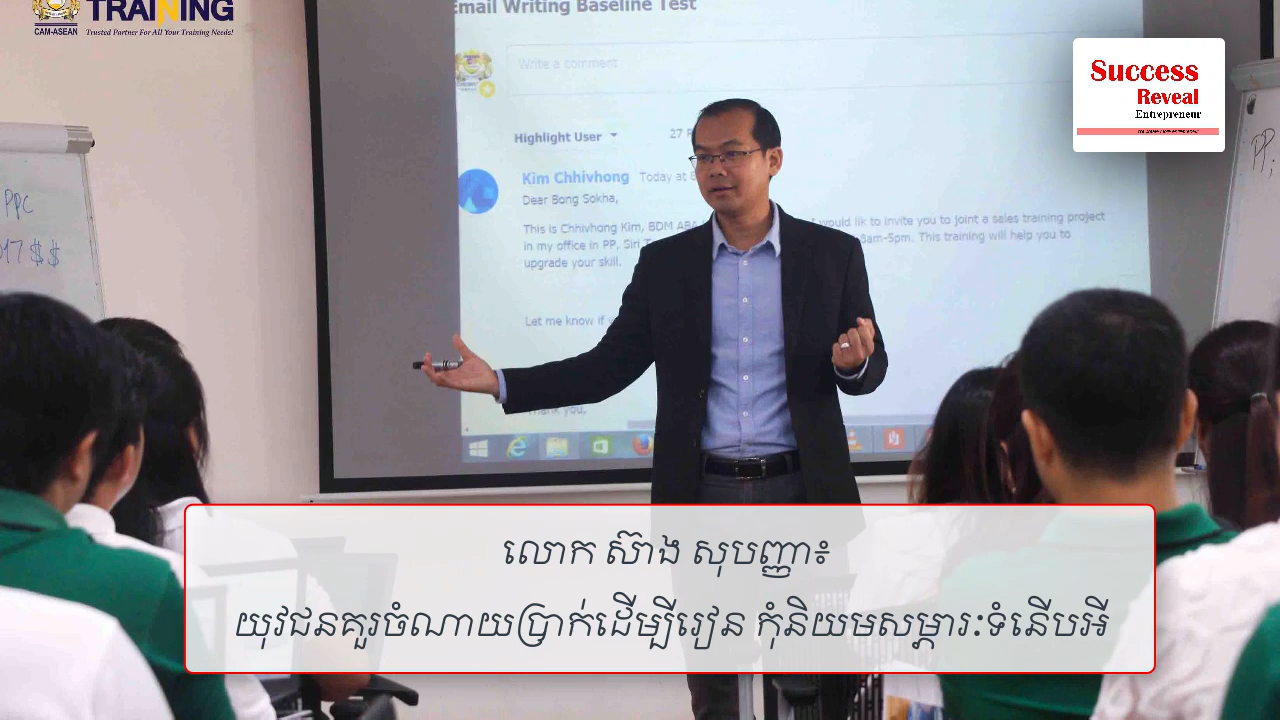 TRAINING
CAM-ASEAN
Trusted Partner For All Your Training Needs!
Email Writing Baseline Test
Write a comment
Success
Reveal
Entrepreneur
Highlight User
27
Kim Chhivhong Today at
Dear Bong Sokha,
This is Chhivhong Kim, BDM ABA would lik to invite you to joint a sales training project
in my office in PP, 8am-5pm. This training will help you to
upgrade your skill.
Let me know if
Thank you,
PPC
017 $ $
PP,
លោក ស៊ាង សុបញ្ញា៖
យុវជនគួរចំណាយប្រាក់ដើម្បីរៀន កុំនិយមសម្ភារៈទំនើបអី